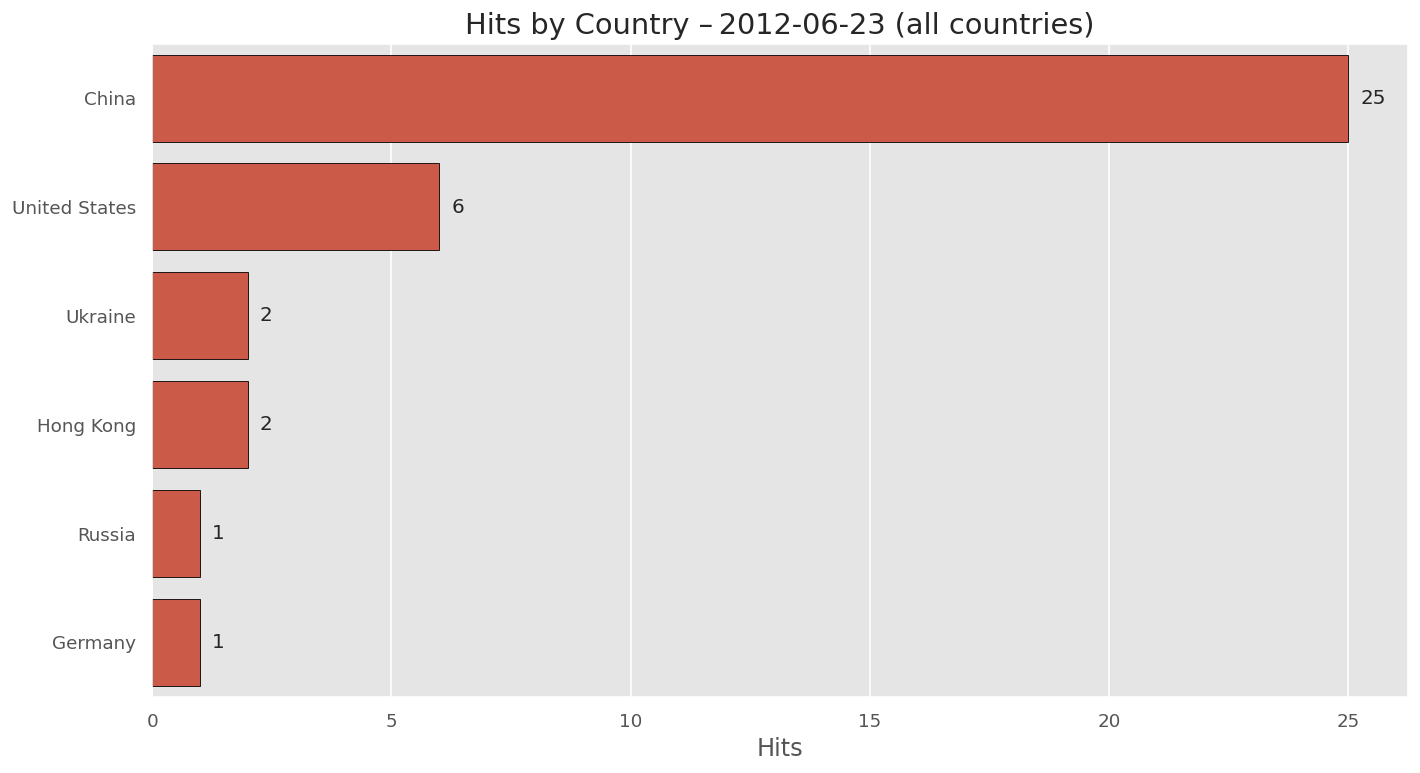 Hits by Country – 2012-06-23 (all countries)
China 25
United States 6
Ukraine 2
Hong Kong 2
Russia 1
Germany 1
0 5 10 15 20 25
Hits